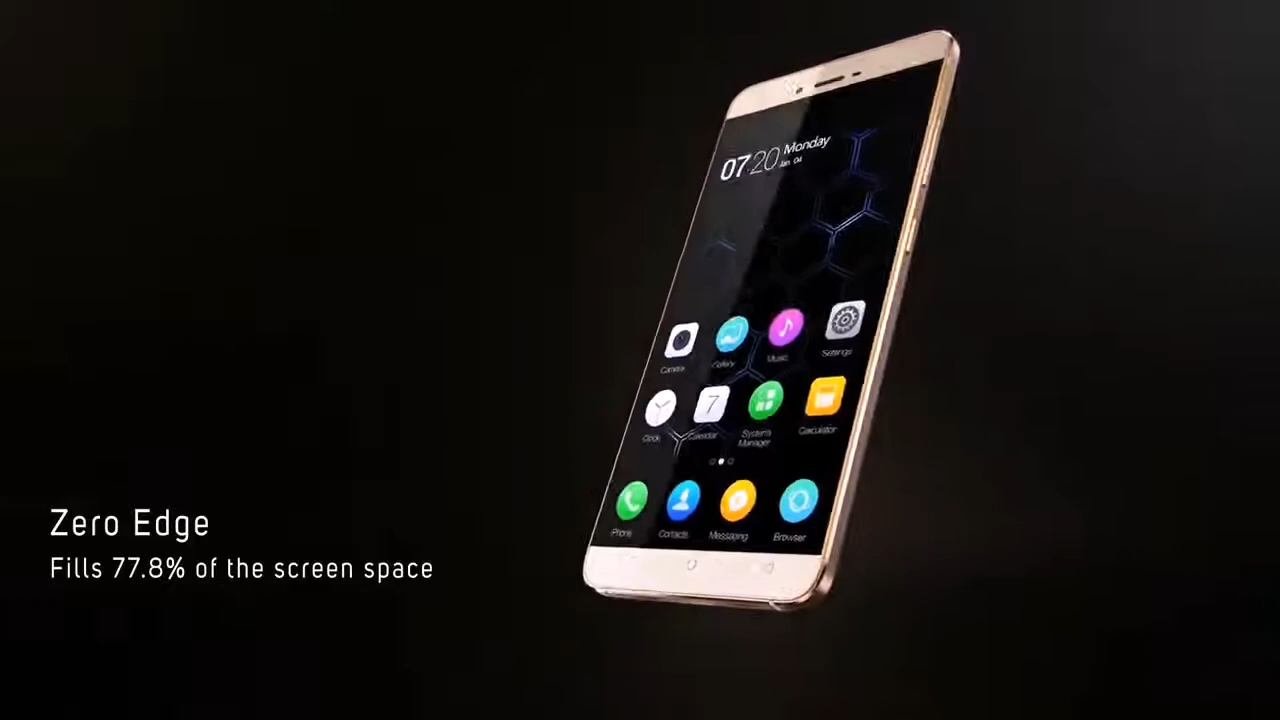 07:20 Monday
Jan. 04
Camera Gallery Music Settings
7
Clock Calendar System Calculator
Manager
Phone Contacts Messaging Browser
Zero Edge
Fills 77.8% of the screen space